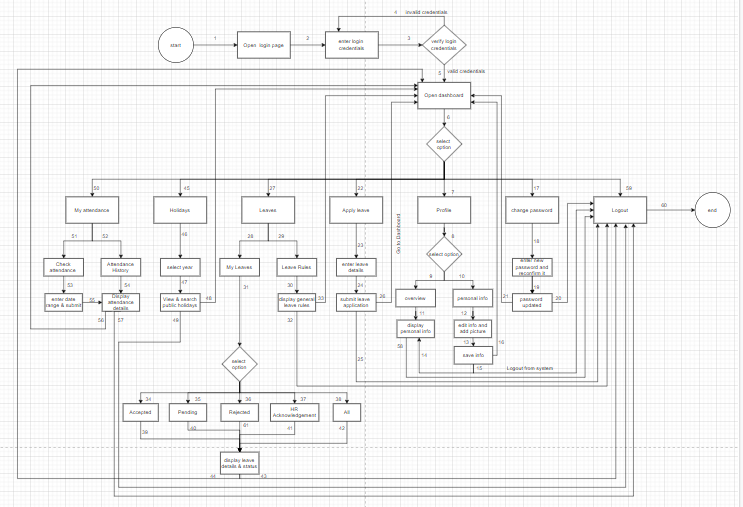 4 invalid credentials
start
1
Open login page
2
enter login
credentials
3
verify login
credentials
5 valid credentials
Open dashboard
6
select
option
50
45
27
22
7
17
59
My attendance
Holidays
Leaves
Apply leave
Profile
change password
Logout
60
end
Go to Dashboard
51
52
46
28
29
23
8
18
Check
attendance
Attendance
History
select year
My Leaves
Leave Rules
enter leave
details
select option
enter new
password and
reconfirm it
53
54
47
31
30
24
9
10
19
enter date
range & submit
55
Display
attendance
details
View & search
public holidays
48
display general
leave rules
33
submit leave
application
26
overview
personal info
21
password
updated
20
56
57
49
32
11
12
display
personal info
edit info and
add picture
58
13
16
14
save info
25
15
Logout from system
select
option
34
35
36
37
38
Accepted
Pending
Rejected
HR
Acknowledgement
All
39
40
61
41
42
display leave
details & status
44
43